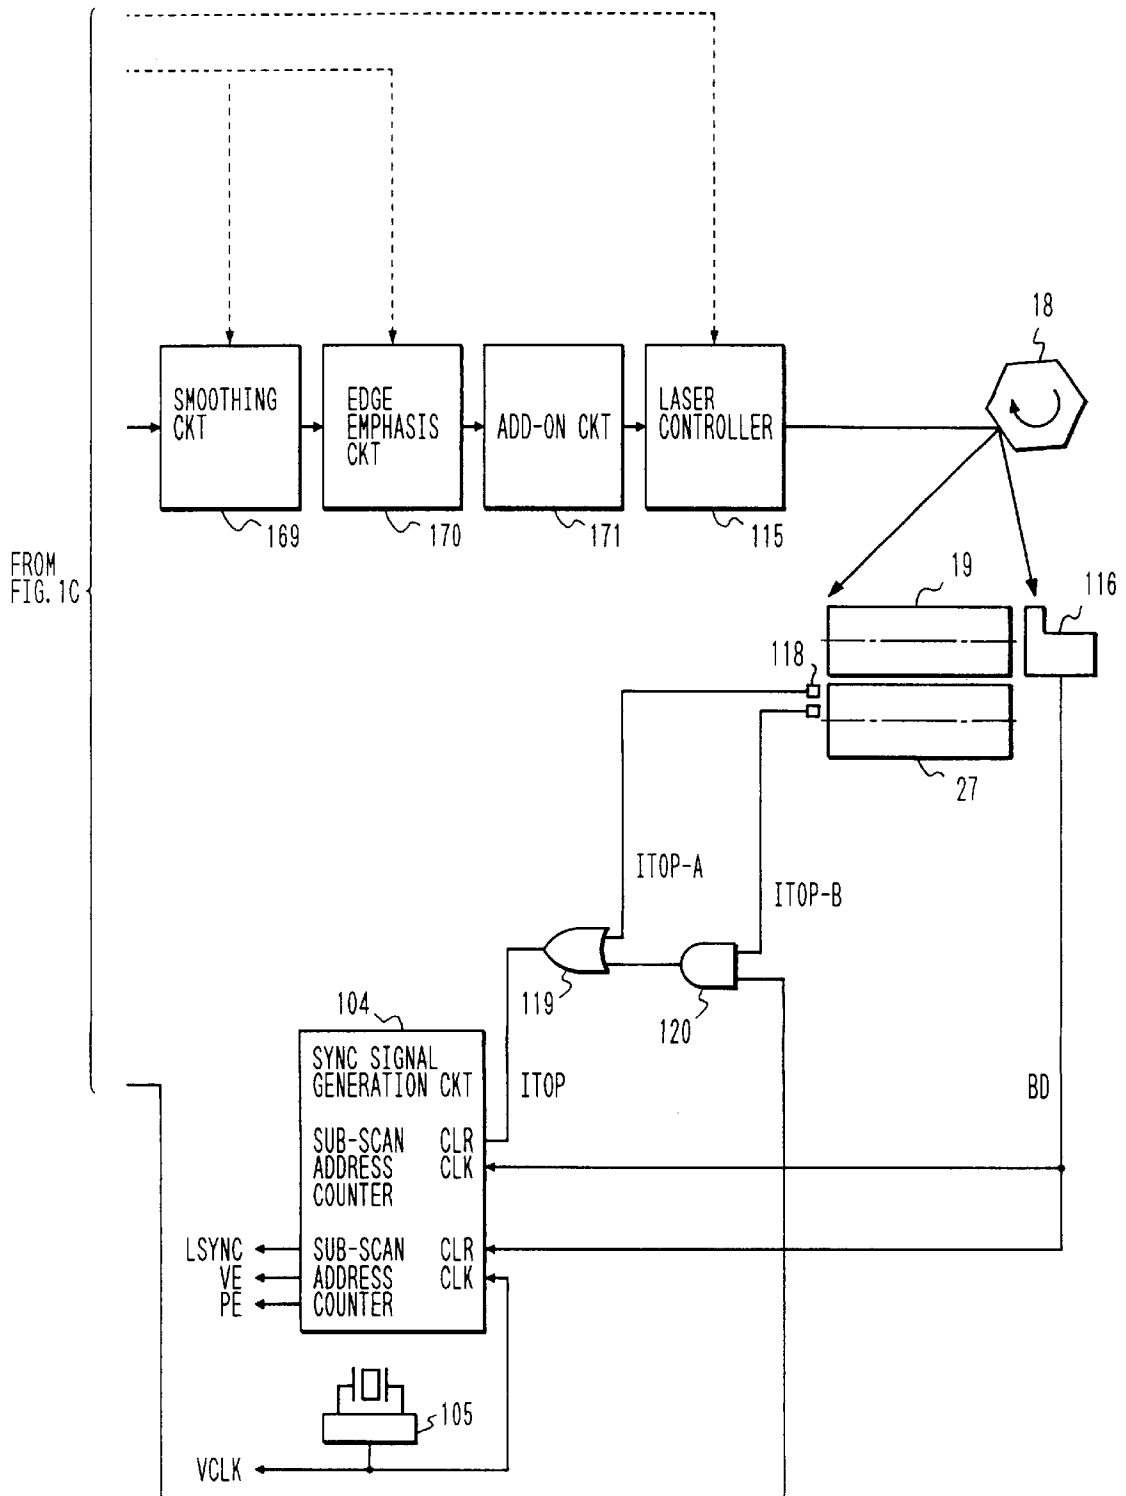 18
SMOOTHING
CKT
EDGE
EMPHASIS
CKT
ADD-ON CKT
LASER
CONTROLLER
169
170
171
115
FROM
FIG. 1C
19
116
118
27
ITOP-A
ITOP-B
119
120
104
SYNC SIGNAL
GENERATION CKT
ITOP
BD
SUB-SCAN CLR
ADDRESS CLK
COUNTER
LSYNC SUB-SCAN CLR
VE ADDRESS CLK
PE COUNTER
105
VCLK